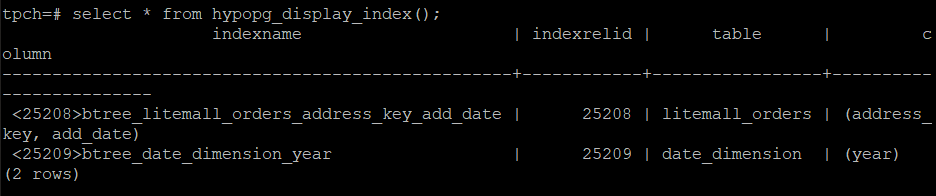 tpch=# select * from hypopg_display_index();
                     indexname                     | indexrelid |      table      |         c
olumn
---------------------------------------------------+------------+-----------------+----------
---------------
 <25208>btree_litemall_orders_address_key_add_date |      25208 | litemall_orders | (address_
key, add_date)
 <25209>btree_date_dimension_year                  |      25209 | date_dimension  | (year)
(2 rows)